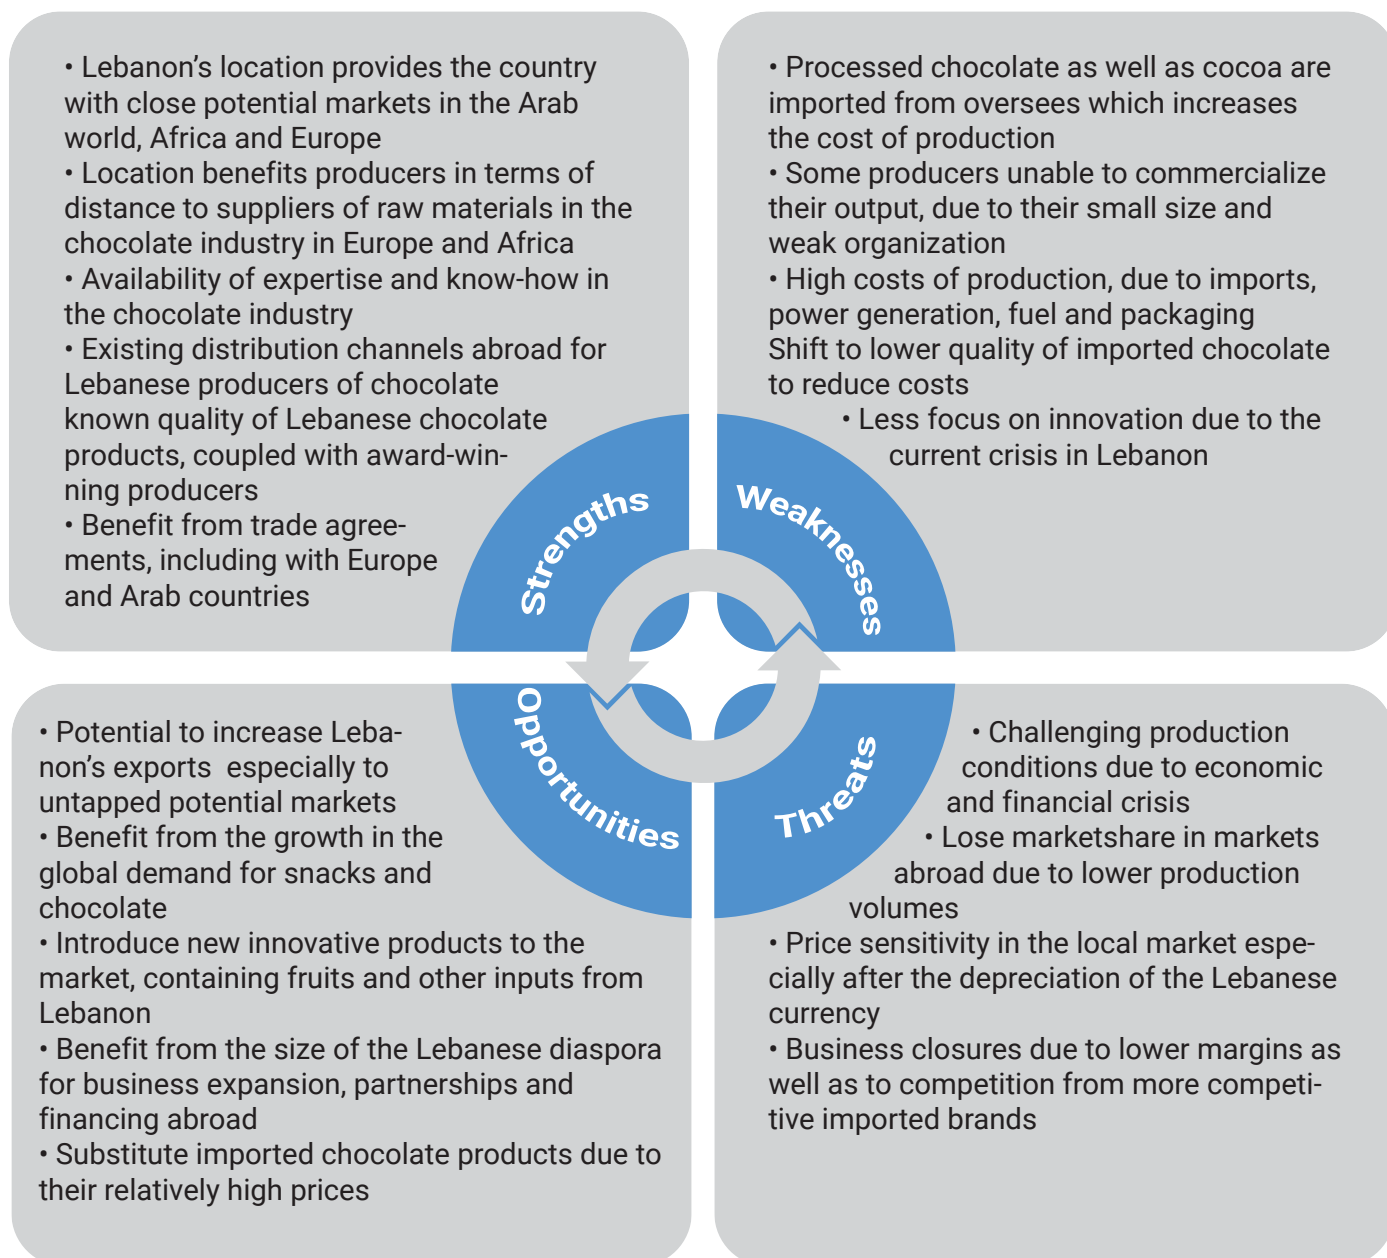 • Lebanon’s location provides the country
with close potential markets in the Arab
world, Africa and Europe
• Location benefits producers in terms of
distance to suppliers of raw materials in the
chocolate industry in Europe and Africa
• Availability of expertise and know-how in
the chocolate industry
• Existing distribution channels abroad for
Lebanese producers of chocolate
known quality of Lebanese chocolate
products, coupled with award-win-
ning producers
• Benefit from trade agree-
ments, including with Europe
and Arab countries
Strengths
• Processed chocolate as well as cocoa are
imported from oversees which increases
the cost of production
• Some producers unable to commercialize
their output, due to their small size and
weak organization
• High costs of production, due to imports,
power generation, fuel and packaging
Shift to lower quality of imported chocolate
to reduce costs
• Less focus on innovation due to the
current crisis in Lebanon
Weaknesses
• Potential to increase Leba-
non’s exports  especially to
untapped potential markets
• Benefit from the growth in the
global demand for snacks and
chocolate
• Introduce new innovative products to the
market, containing fruits and other inputs from
Lebanon
• Benefit from the size of the Lebanese diaspora
for business expansion, partnerships and
financing abroad
• Substitute imported chocolate products due to
their relatively high prices
Opportunities
• Challenging production
conditions due to economic
and financial crisis
• Lose marketshare in markets
abroad due to lower production
volumes
• Price sensitivity in the local market espe-
cially after the depreciation of the Lebanese
currency
• Business closures due to lower margins as
well as to competition from more competi-
tive imported brands
Threats